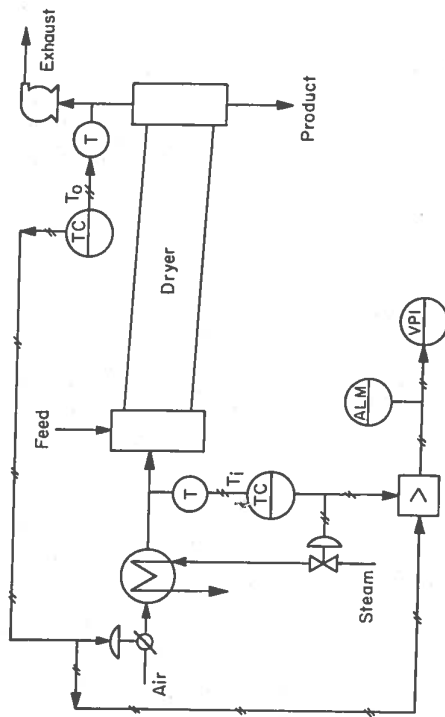 Exhaust
T
To
TC
Product
Dryer
Feed
VPI
ALM
T
Ti
TC
>
Steam
Air